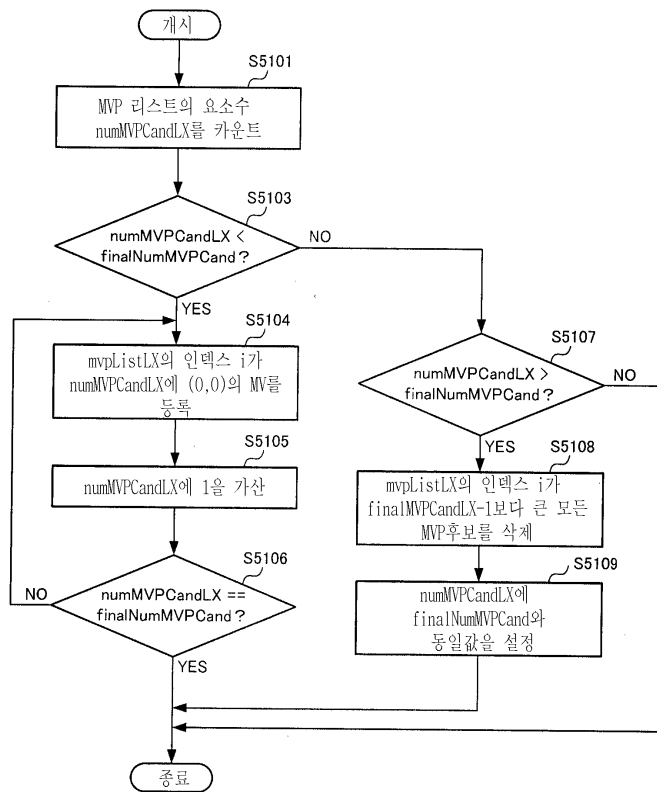 개시
S5101
MVP 리스트의 요소수
numMVPCandLX를 카운트
S5103
numMVPCandLX <
finalNumMVPCand ?
NO
YES
S5104
mvpListLX의 인덱스 i가
numMVPCandLX에 (0,0)의 MV를
등록
S5105
numMVPCandLX에 1을 가산
S5106
numMVPCandLX ==
finalNumMVPCand ?
NO
YES
S5107
numMVPCandLX >
finalNumMVPCand ?
NO
YES
S5108
mvpListLX의 인덱스 i가
finalMVPCandLX-1보다 큰 모든
MVP후보를 삭제
S5109
numMVPCandLX에
finalNumMVPCand와
동일값을 설정
종료